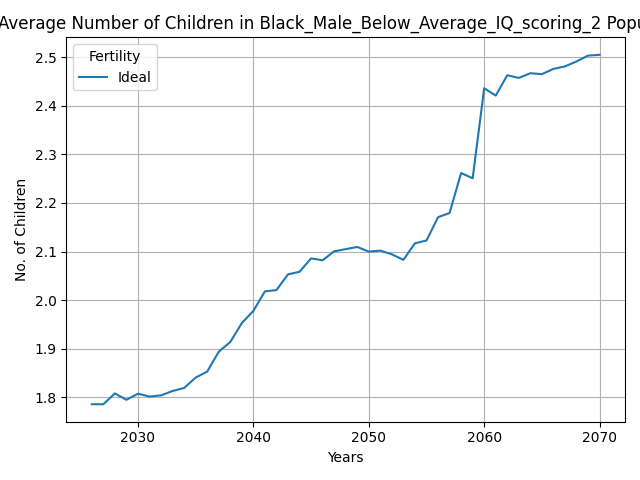 Average Number of Children in Black_Male_Below_Average_IQ_scoring_2 Popu
Fertility
Ideal
2.5
2.4
2.3
2.2
2.1
2.0
1.9
1.8
No. of Children
2030 2040 2050 2060 2070
Years